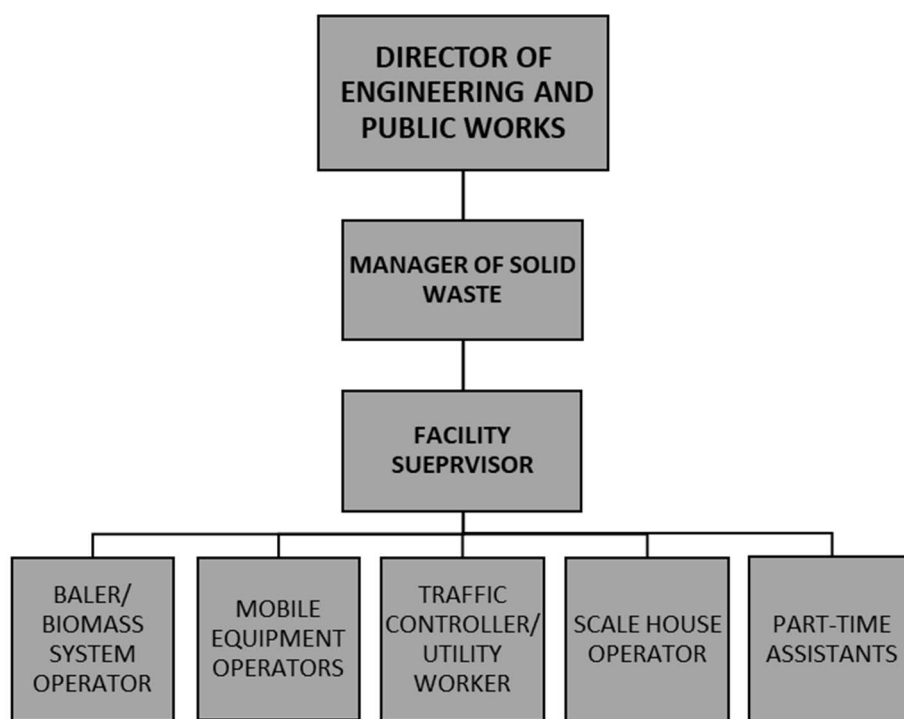 DIRECTOR OF
ENGINEERING AND
PUBLIC WORKS
MANAGER OF SOLID
WASTE
FACILITY
SUEPRVISOR
BALER/
BIOMASS
SYSTEM
OPERATOR
MOBILE
EQUIPMENT
OPERATORS
TRAFFIC
CONTROLLER/
UTILITY
WORKER
SCALE HOUSE
OPERATOR
PART-TIME
ASSISTANTS